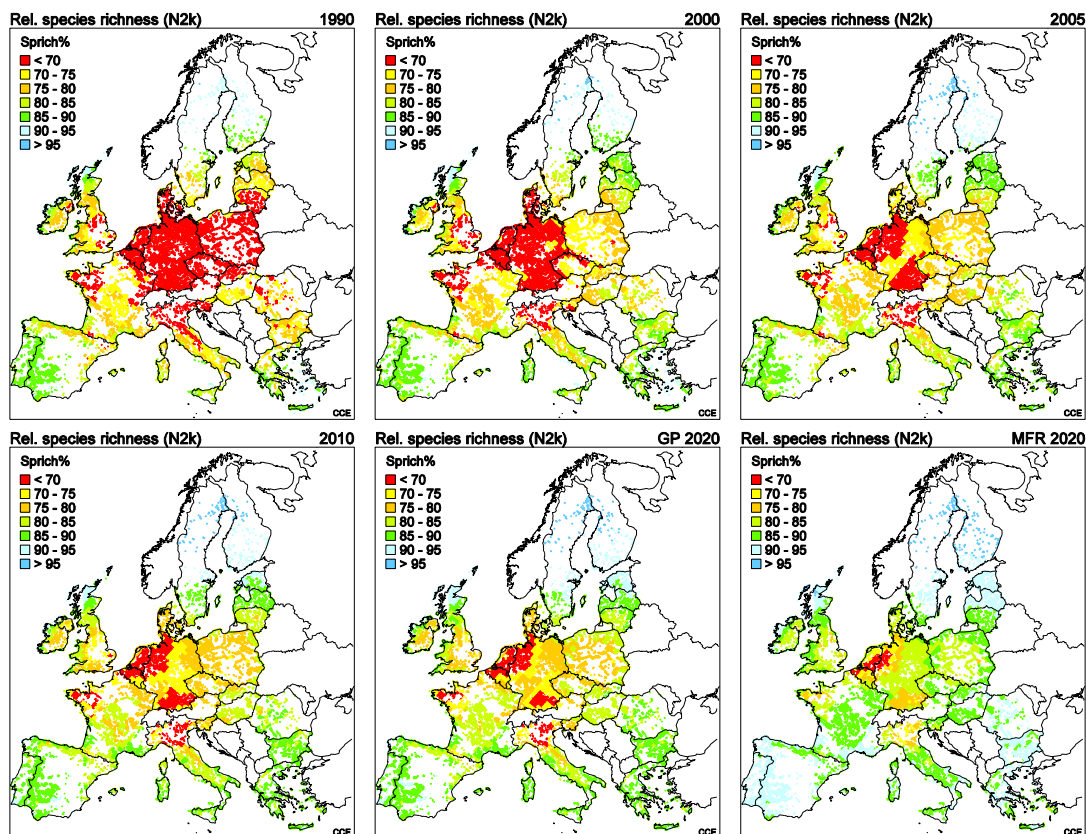 Rel. species richness (N2k) 1990
Sprich%
< 70
70 - 75
75 - 80
80 - 85
85 - 90
90 - 95
> 95
CCE
Rel. species richness (N2k) 2000
Sprich%
< 70
70 - 75
75 - 80
80 - 85
85 - 90
90 - 95
> 95
CCE
Rel. species richness (N2k) 2005
Sprich%
< 70
70 - 75
75 - 80
80 - 85
85 - 90
90 - 95
> 95
CCE
Rel. species richness (N2k) 2010
Sprich%
< 70
70 - 75
75 - 80
80 - 85
85 - 90
90 - 95
> 95
CCE
Rel. species richness (N2k) GP 2020
Sprich%
< 70
70 - 75
75 - 80
80 - 85
85 - 90
90 - 95
> 95
CCE
Rel. species richness (N2k) MFR 2020
Sprich%
< 70
70 - 75
75 - 80
80 - 85
85 - 90
90 - 95
> 95
CCE